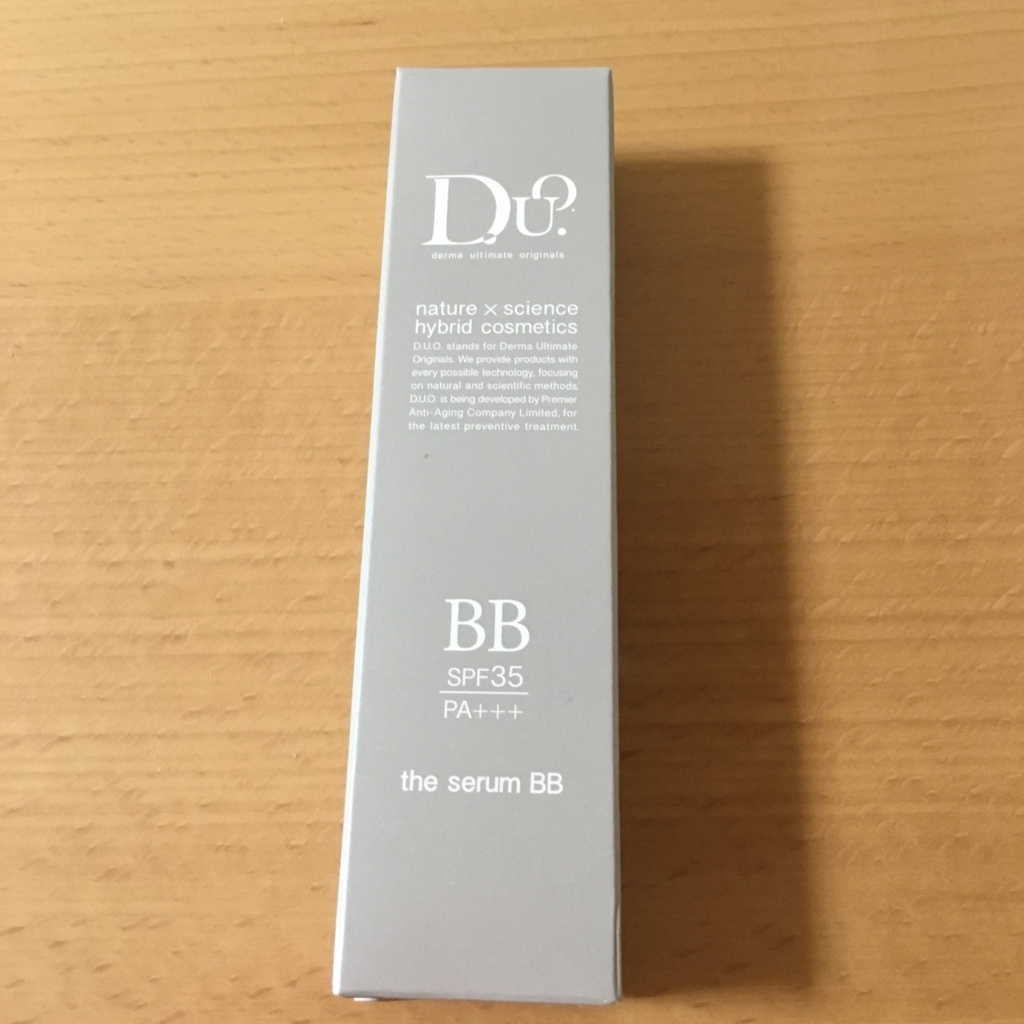 D.U.O.
derma ultimate originals
nature × science
hybrid cosmetics
D.U.O. stands for Derma Ultimate
Originals. We provide products with
every possible technology, focusing
on natural and scientific methods.
D.U.O. is being developed by Premier
Anti-Aging Company Limited, for
the latest preventive treatment.
BB
SPF35
PA+++
the serum BB